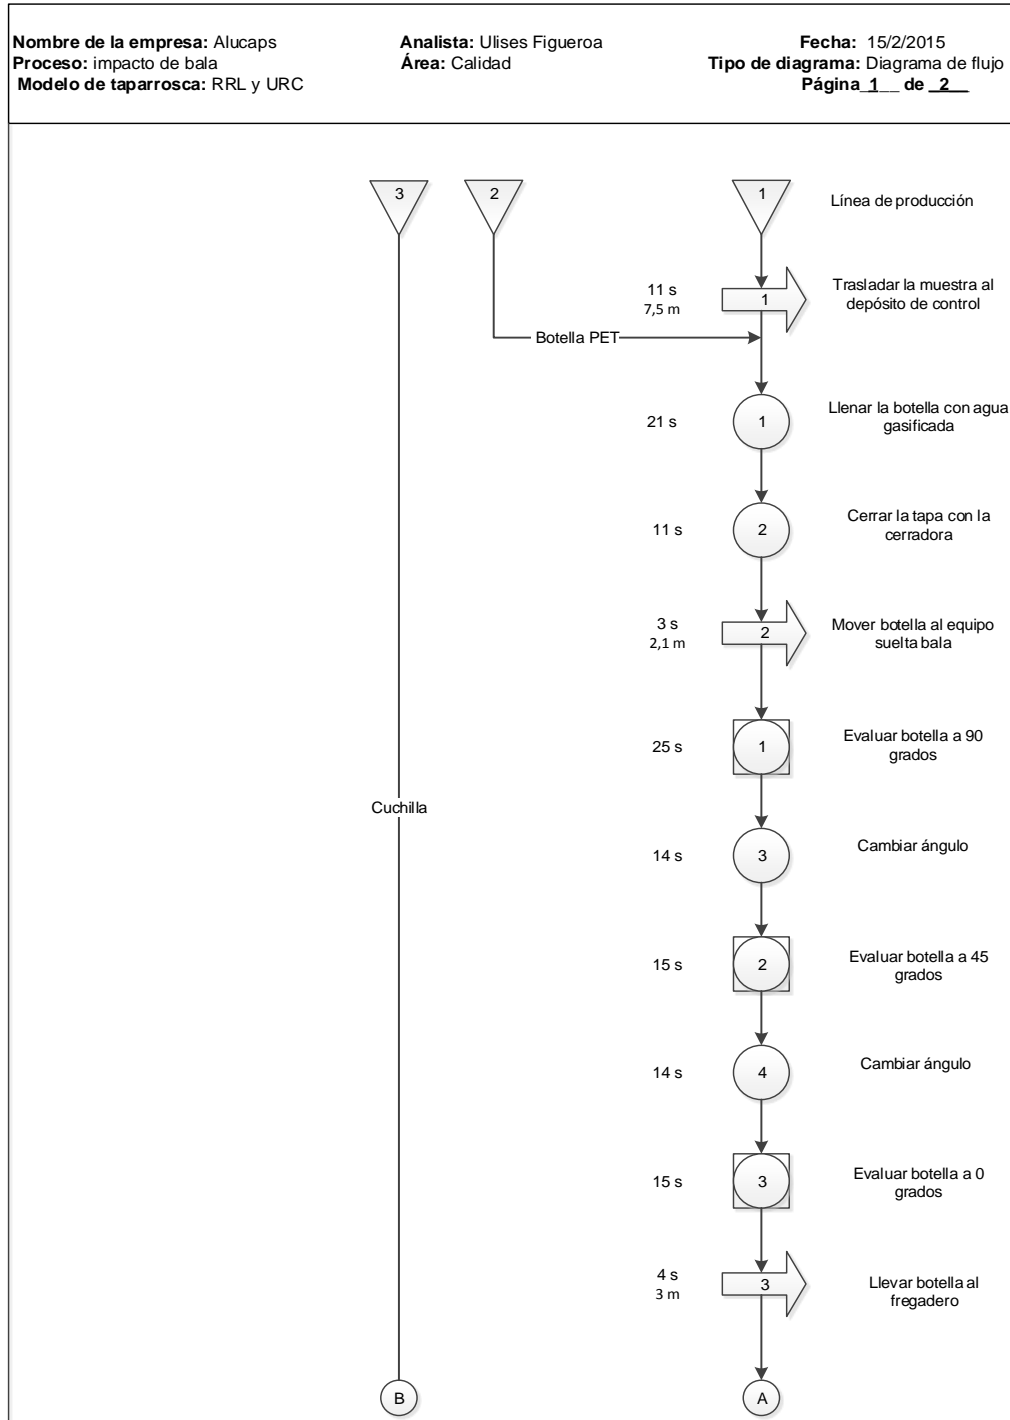 Nombre de la empresa: Alucaps
Proceso: impacto de bala
Modelo de taparrosca: RRL y URC
Analista: Ulises Figueroa
Área: Calidad
Fecha: 15/2/2015
Tipo de diagrama: Diagrama de flujo
Página_1__ de _2__
3
2
1
Línea de producción
11 s
7,5 m
1
Trasladar la muestra al
depósito de control
Botella PET
21 s
1
Llenar la botella con agua
gasificada
11 s
2
Cerrar la tapa con la
cerradora
3 s
2,1 m
2
Mover botella al equipo
suelta bala
25 s
1
Evaluar botella a 90
grados
Cuchilla
14 s
3
Cambiar ángulo
15 s
2
Evaluar botella a 45
grados
14 s
4
Cambiar ángulo
15 s
3
Evaluar botella a 0
grados
4 s
3 m
3
Llevar botella al
fregadero
B
A